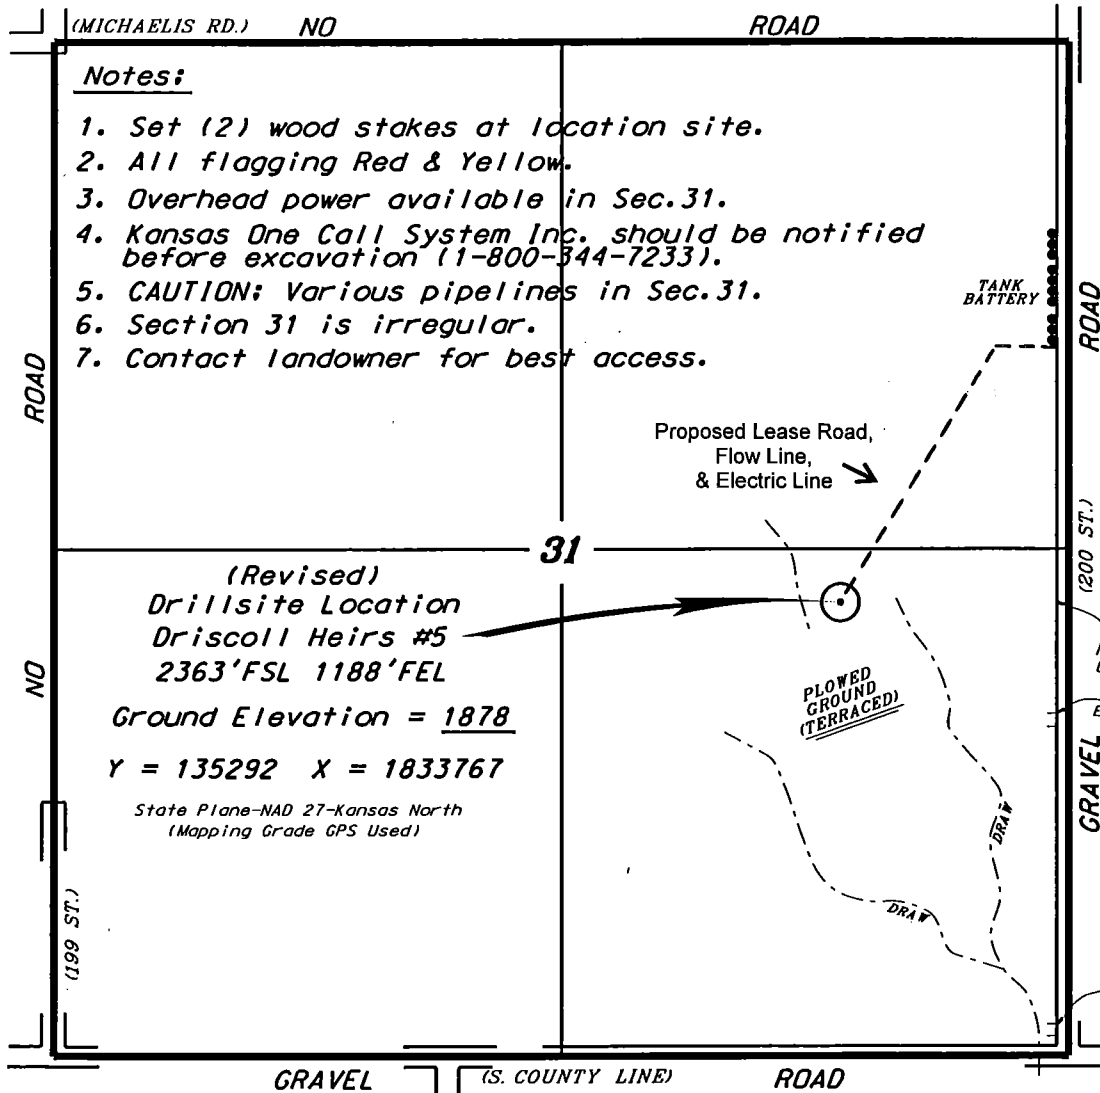 (MICHAELIS RD.) NO ROAD
Notes:
1. Set (2) wood stakes at location site.
2. All flagging Red & Yellow.
3. Overhead power available in Sec.31.
4. Kansas One Call System Inc. should be notified
before excavation (1-800-344-7233).
5. CAUTION: Various pipelines in Sec.31.
6. Section 31 is irregular.
7. Contact landowner for best access.
TANK
BATTERY
ROAD
ROAD
Proposed Lease Road,
Flow Line,
& Electric Line
(200 ST.)
31
(Revised)
Drillsite Location
Driscoll Heirs #5
2363'FSL 1188'FEL
Ground Elevation = 1878
Y = 135292 X = 1833767
State Plane-NAD 27-Kansas North
(Mapping Grade GPS Used)
NO
PLOWED
GROUND
(TERRACED)
GRAVEL
DRAW
DRAW
(199 ST.)
GRAVEL (S. COUNTY LINE) ROAD